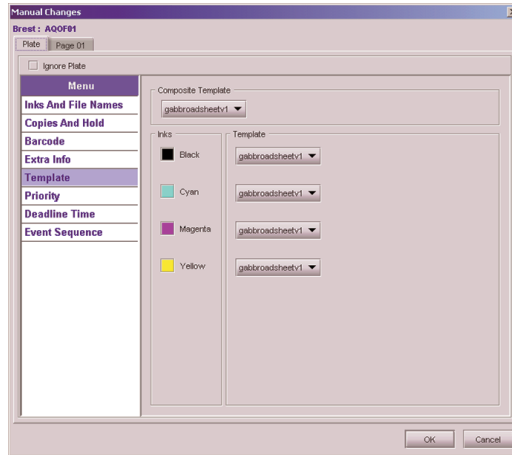 Manual Changes
Brest : AQOF01
Plate Page 01
Ignore Plate
Menu
Inks And File Names
Copies And Hold
Barcode
Extra Info
Template
Priority
Deadline Time
Event Sequence
Composite Template
gabbroadsheetv1
Inks Template
Black gabbroadsheetv1
Cyan gabbroadsheetv1
Magenta gabbroadsheetv1
Yellow gabbroadsheetv1
OK Cancel